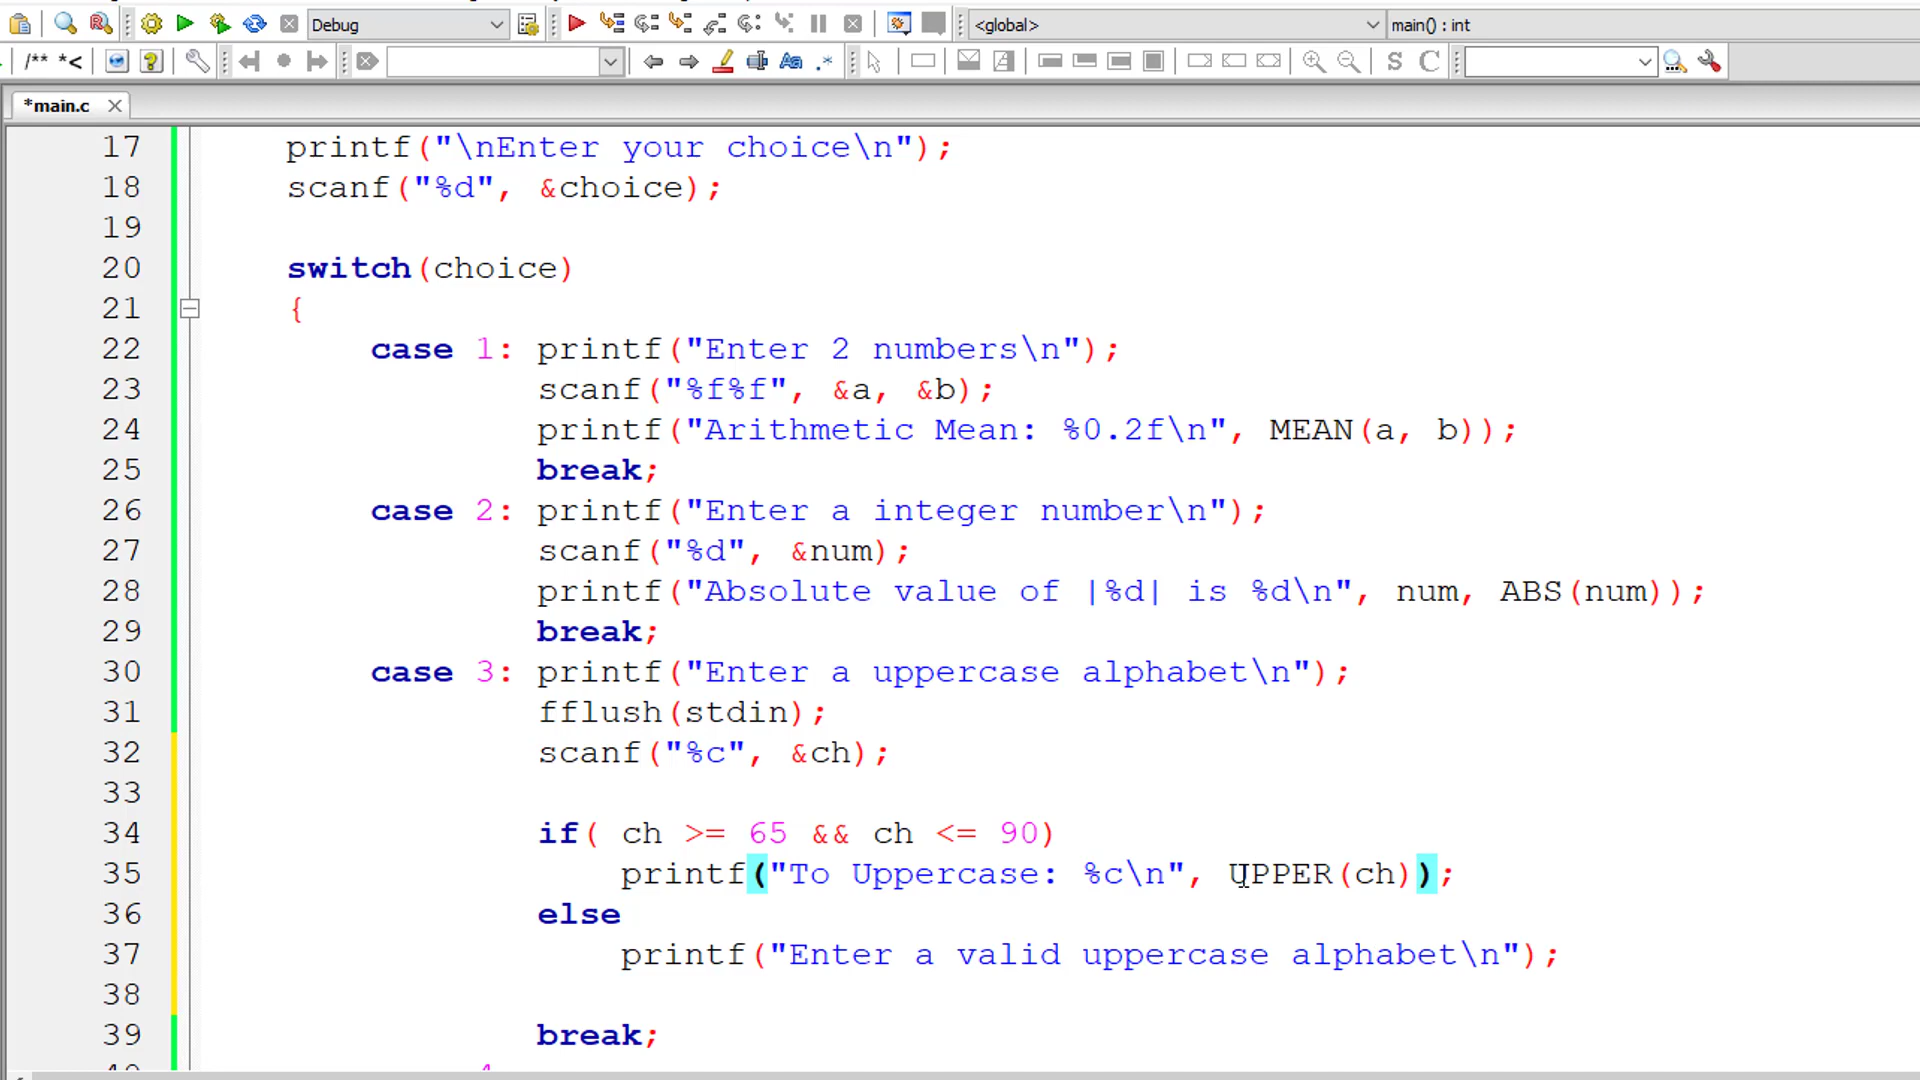 Debug
<global>
main() : int
/** *<
Aa .*
S C
*main.c
17 printf("\nEnter your choice\n");
18 scanf("%d", &choice);
19
20 switch(choice)
21 {
22 case 1: printf("Enter 2 numbers\n");
23 scanf("%f%f", &a, &b);
24 printf("Arithmetic Mean: %0.2f\n", MEAN(a, b));
25 break;
26 case 2: printf("Enter a integer number\n");
27 scanf("%d", &num);
28 printf("Absolute value of |%d| is %d\n", num, ABS(num));
29 break;
30 case 3: printf("Enter a uppercase alphabet\n");
31 fflush(stdin);
32 scanf("%c", &ch);
33
34 if( ch >= 65 && ch <= 90)
35 printf("To Uppercase: %c\n", UPPER(ch));
36 else
37 printf("Enter a valid uppercase alphabet\n");
38
39 break;